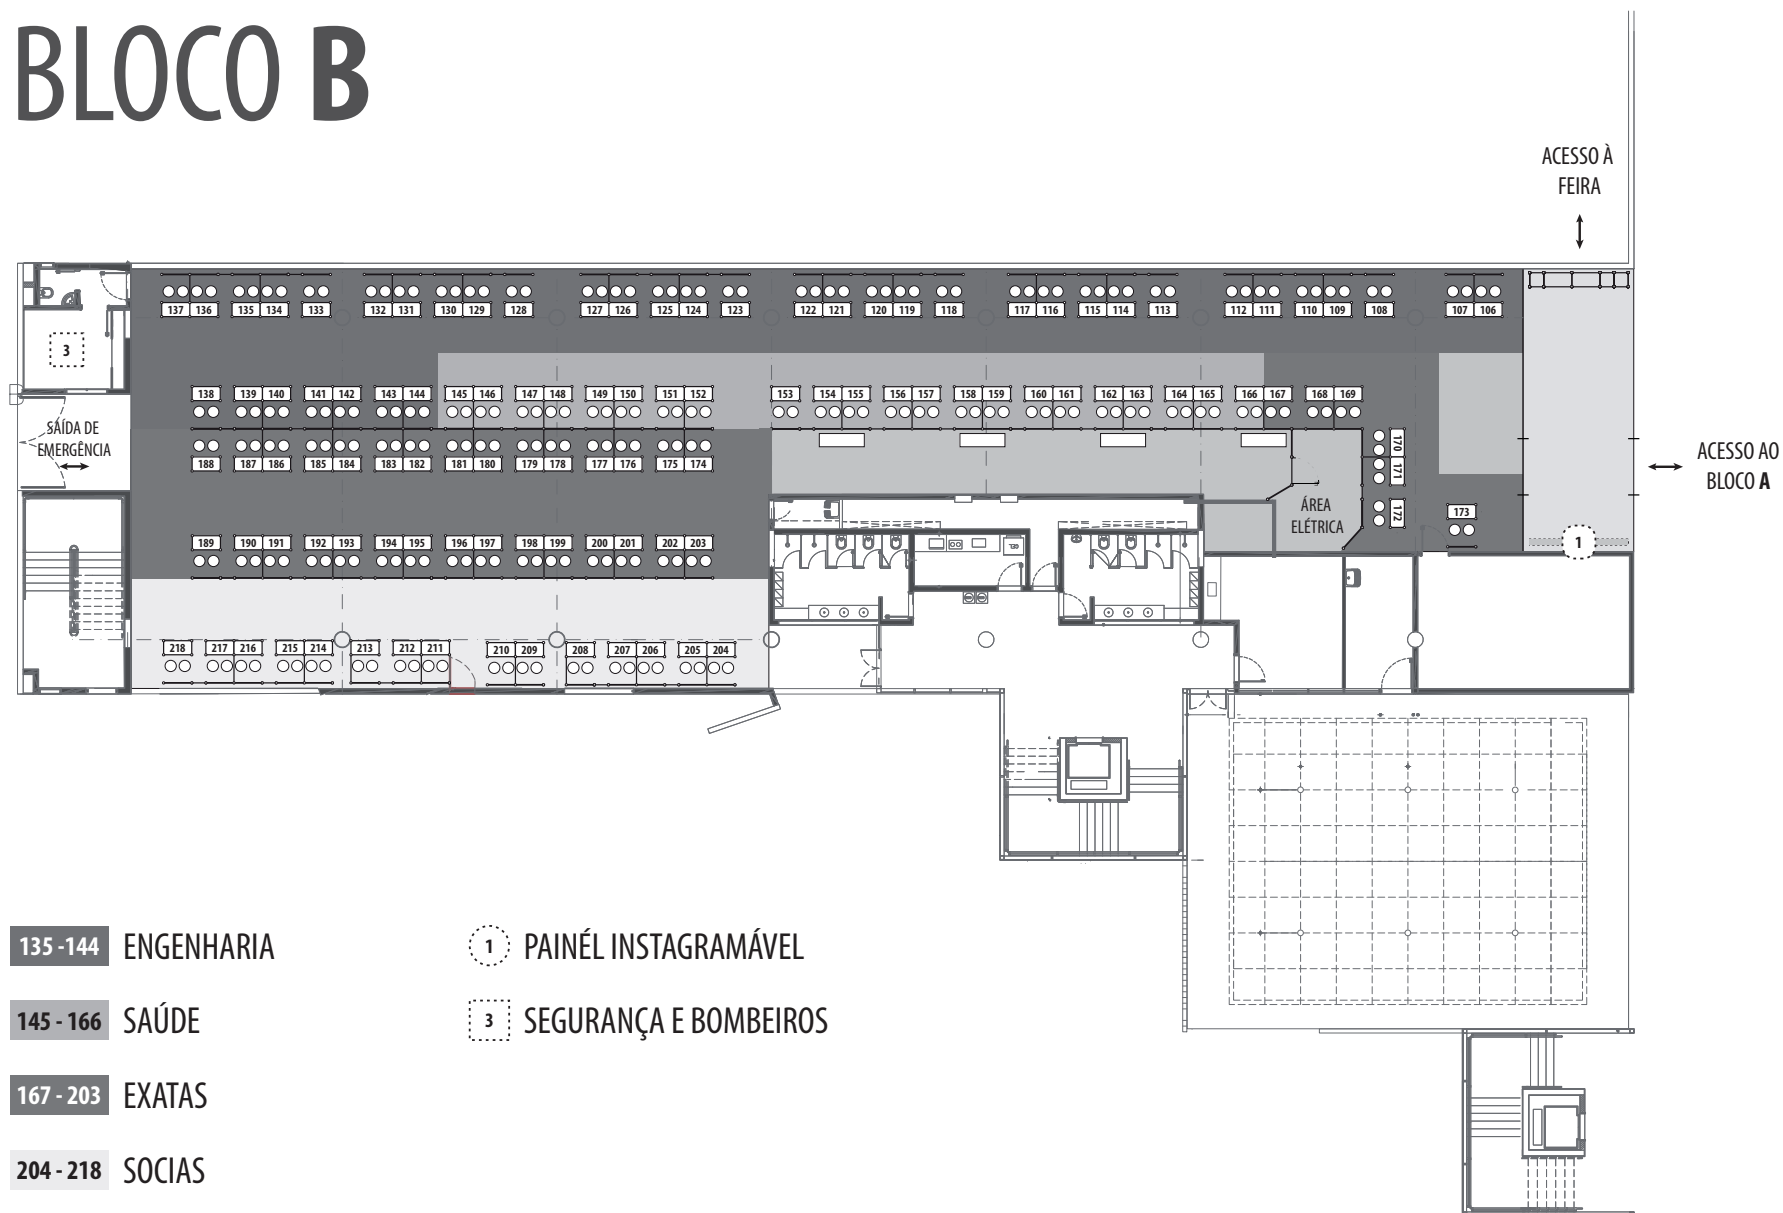 BLOCO B
ACESSO À
FEIRA
137 136 135 134 133 132 131 130 129 128 127 126 125 124 123 122 121 120 119 118 117 116 115 114 113 112 111 110 109 108 107 106
3
138 139 140 141 142 143 144 145 146 147 148 149 150 151 152 153 154 155 156 157 158 159 160 161 162 163 164 165 166 167 168 169
SAÍDA DE
EMERGÊNCIA
170
171
172
ACESSO AO
BLOCO A
188 187 186 185 184 183 182 181 180 179 178 177 176 175 174
ÁREA
ELÉTRICA
173
1
189 190 191 192 193 194 195 196 197 198 199 200 201 202 203
218 217 216 215 214 213 212 211 210 209 208 207 206 205 204
135 -144 ENGENHARIA
145 - 166 SAÚDE
167 - 203 EXATAS
204 - 218 SOCIAS
1 PAINÉL INSTAGRAMÁVEL
3 SEGURANÇA E BOMBEIROS